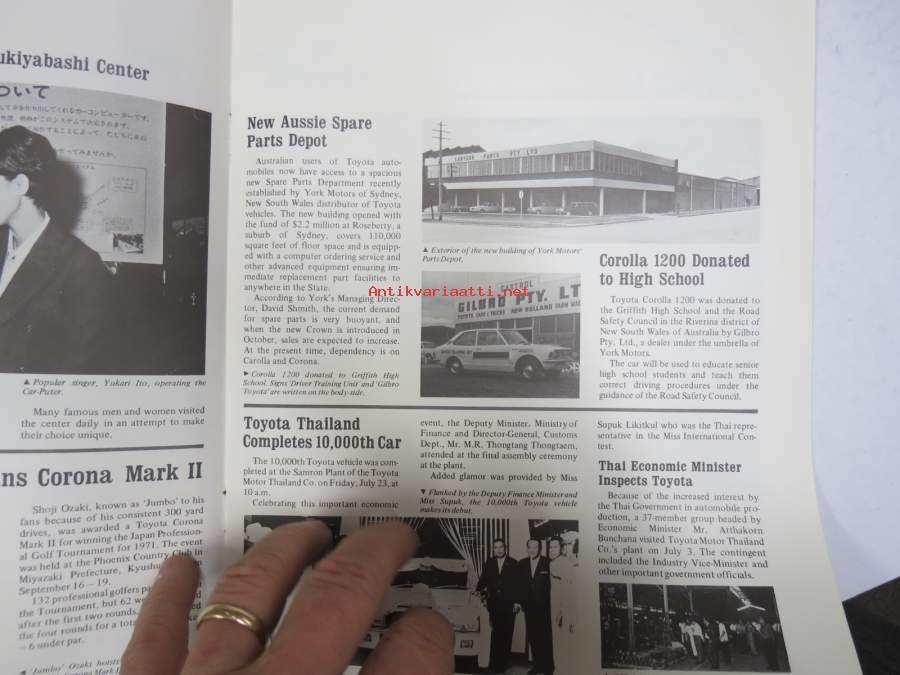 ukiyabashi Center
ついて
▲ Popular singer, Yukari Ito, operating the
Car-Puter.
Many famous men and women visited
the center daily in an attempt to make
their choice unique.
ns Corona Mark II
Shoji Ozaki, known as 'Jumbo' to his
fans because of his consistent 300 yard
drives, was awarded a Toyota Corona
Mark II for winning the Japan Profession-
al Golf Tournament for 1971. The event
was held at the Phoenix Country Club in
Miyazaki Prefecture, Kyushu
September 16 – 19.
132 professional golfers
the Tournament, but 62 we
after the first two rounds.
the four rounds for a tota
– 6 under par.
◄ 'Jumbo' Ozaki hoists
New Aussie Spare
Parts Depot
Australian users of Toyota auto-
mobiles now have access to a spacious
new Spare Parts Department recently
established by York Motors of Sydney,
New South Wales distributor of Toyota
vehicles. The new building opened with
the fund of $2.2 million at Roseberry, a
suburb of Sydney, covers 110,000
square feet of floor space and is equipp-
ed with a computer ordering service and
other advanced equipment ensuring im-
mediate replacement part facilities to
anywhere in the State.
According to York's Managing Direc-
tor, David Shmith, the current demand
for spare parts is very buoyant, and
when the new Crown is introduced in
October, sales are expected to increase.
At the present time, dependency is on
Carolla and Corona.
► Corolla 1200 donated to Griffith High
School. Signs 'Driver Training Unit' and 'Gilbro
Toyota' are written on the body-side.
PARTS PTY LTD
▲ Exterior of the new building of York Motors'
Parts Depot.
CASTROL
GILBRO PTY. LT
Antikvariaatti.net
Corolla 1200 Donated
to High School
Toyota Corolla 1200 was donated to
the Griffith High School and the Road
Safety Council in the Riverina district of
New South Wales of Australia by Gilbro
Pty. Ltd., a dealer under the umbrella of
York Motors.
The car will be used to educate senior
high school students and teach them
correct driving procedures under the
guidance of the Road Safety Council.
Toyota Thailand
Completes 10,000th Car
The 10,000th Toyota vehicle was com-
pleted at the Samron Plant of the Toyota
Motor Thailand Co. on Friday, July 23, at
10 a.m.
Celebrating this important economic
event, the Deputy Minister, Ministry of
Finance and Director-General, Customs
Dept., Mr. M.R. Thongtang Thongtaem,
attended at the final assembly ceremony
at the plant.
Added glamor was provided by Miss
▼ Flanked by the Deputy Finance Minister and
Miss Supuk, the 10,000th Toyota vehicle
makes its debut.
Supuk Likitkul who was the Thai repre-
sentative in the Miss International Con-
test.
Thai Economic Minister
Inspects Toyota
Because of the increased interest by
the Thai Government in automobile pro-
duction, a 37-member group headed by
Economic Minister Mr. Atthakorn
Bunchana visited Toyota Motor Thailand
Co.'s plant on July 3. The contingent
included the Industry Vice-Minister and
other important government officials.